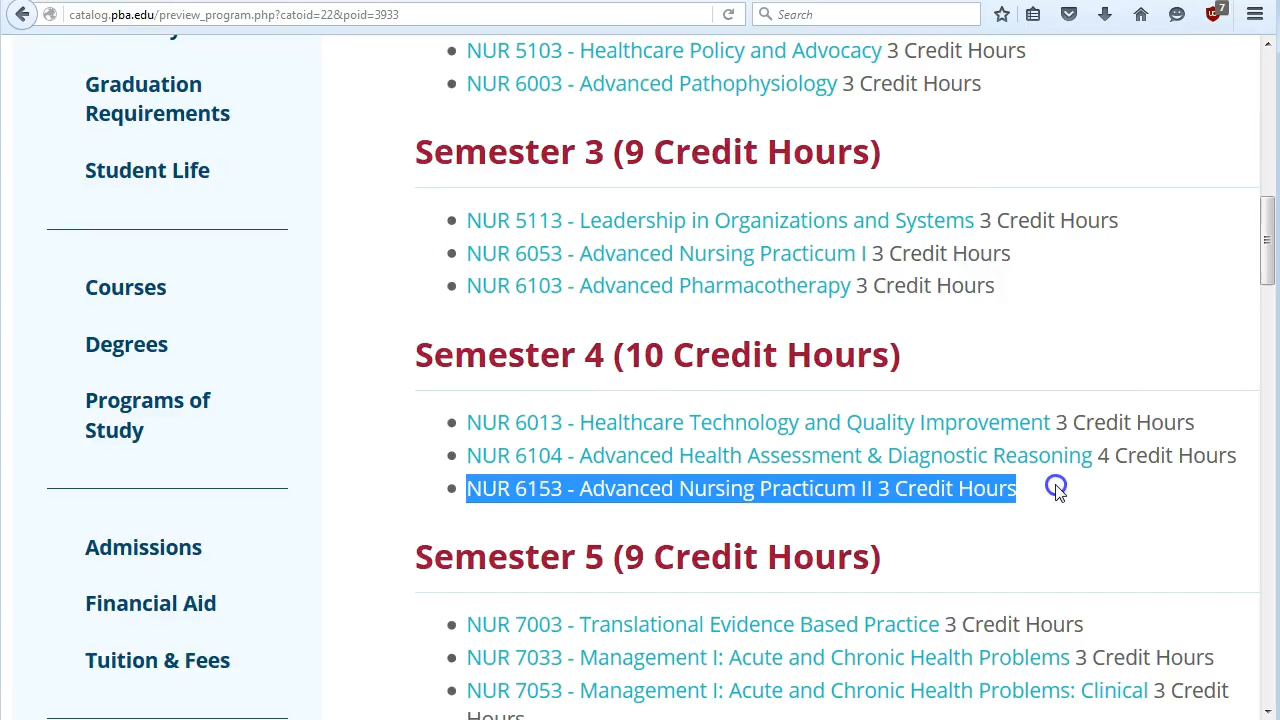 catalog.pba.edu/preview_program.php?catoid=22&poid=3933
Search
7
Graduation
Requirements
Student Life
Courses
Degrees
Programs of
Study
Admissions
Financial Aid
Tuition & Fees
NUR 5103 - Healthcare Policy and Advocacy 3 Credit Hours
NUR 6003 - Advanced Pathophysiology 3 Credit Hours
Semester 3 (9 Credit Hours)
NUR 5113 - Leadership in Organizations and Systems 3 Credit Hours
NUR 6053 - Advanced Nursing Practicum I 3 Credit Hours
NUR 6103 - Advanced Pharmacotherapy 3 Credit Hours
Semester 4 (10 Credit Hours)
NUR 6013 - Healthcare Technology and Quality Improvement 3 Credit Hours
NUR 6104 - Advanced Health Assessment & Diagnostic Reasoning 4 Credit Hours
NUR 6153 - Advanced Nursing Practicum II 3 Credit Hours
Semester 5 (9 Credit Hours)
NUR 7003 - Translational Evidence Based Practice 3 Credit Hours
NUR 7033 - Management I: Acute and Chronic Health Problems 3 Credit Hours
NUR 7053 - Management I: Acute and Chronic Health Problems: Clinical 3 Credit
Hours